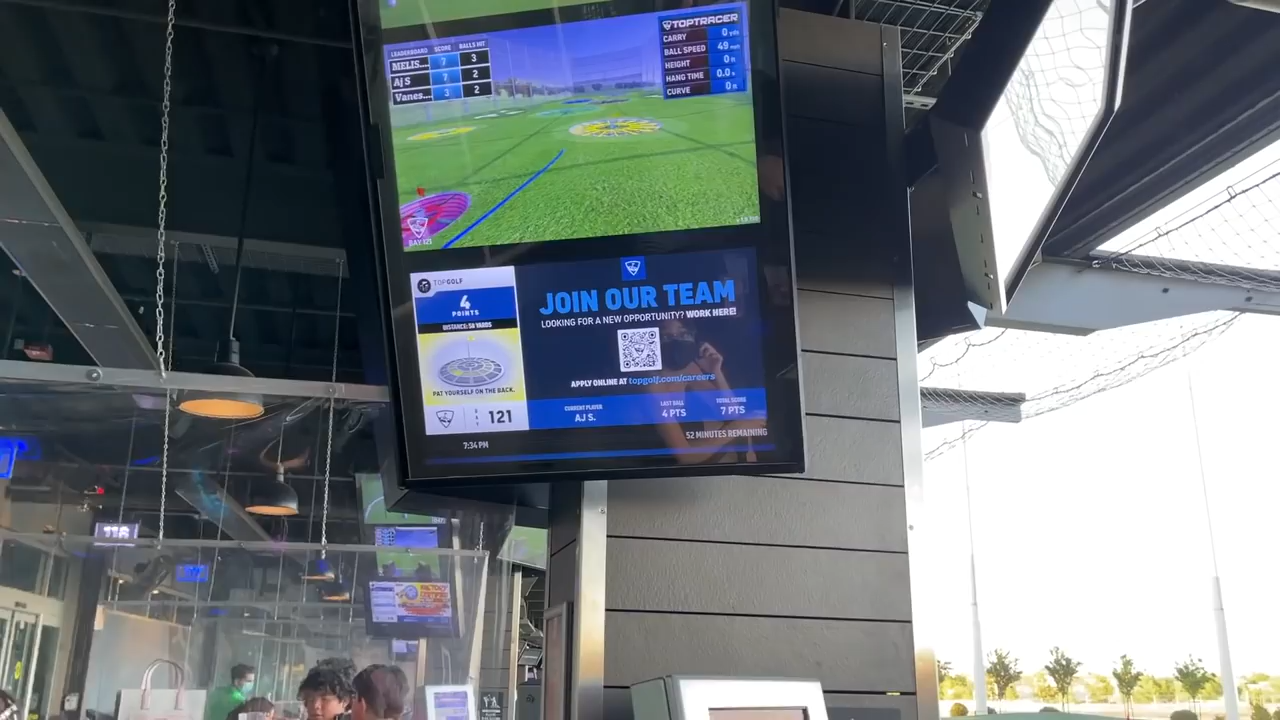 LEADERBOARD SCORE BALLS HIT
MELIS... 7 3
Aj S 7 2
Vanes... 3 2
TOPTRACER
CARRY 0 yds
BALL SPEED 49 mph
HEIGHT 0 ft
HANG TIME 0.0 s
CURVE 0 ft
BAY 121
TOPGOLF
4
POINTS
DISTANCE: 58 YARDS
PAT YOURSELF ON THE BACK.
121
JOIN OUR TEAM
LOOKING FOR A NEW OPPORTUNITY? WORK HERE!
APPLY ONLINE AT topgolf.com/careers
CURRENT PLAYER
AJ S.
LAST BALL
4 PTS
TOTAL SCORE
7 PTS
7:34 PM
52 MINUTES REMAINING
116